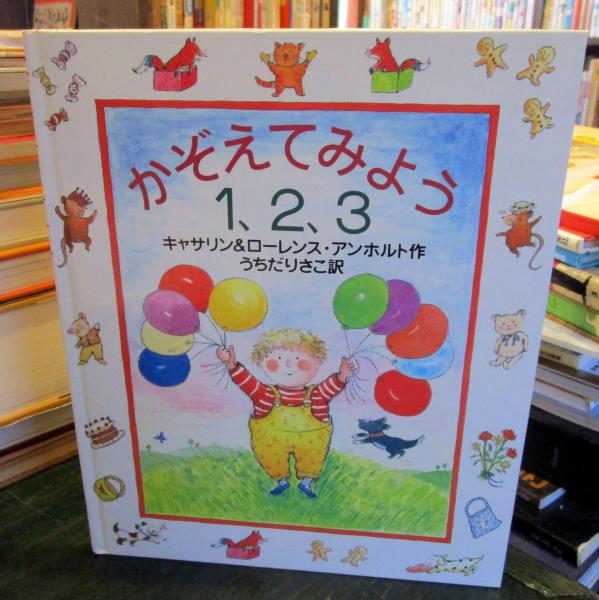 かぞえてみよう
1、2、3
キャサリン&ローレンス・アンホルト作
うちだりさこ訳